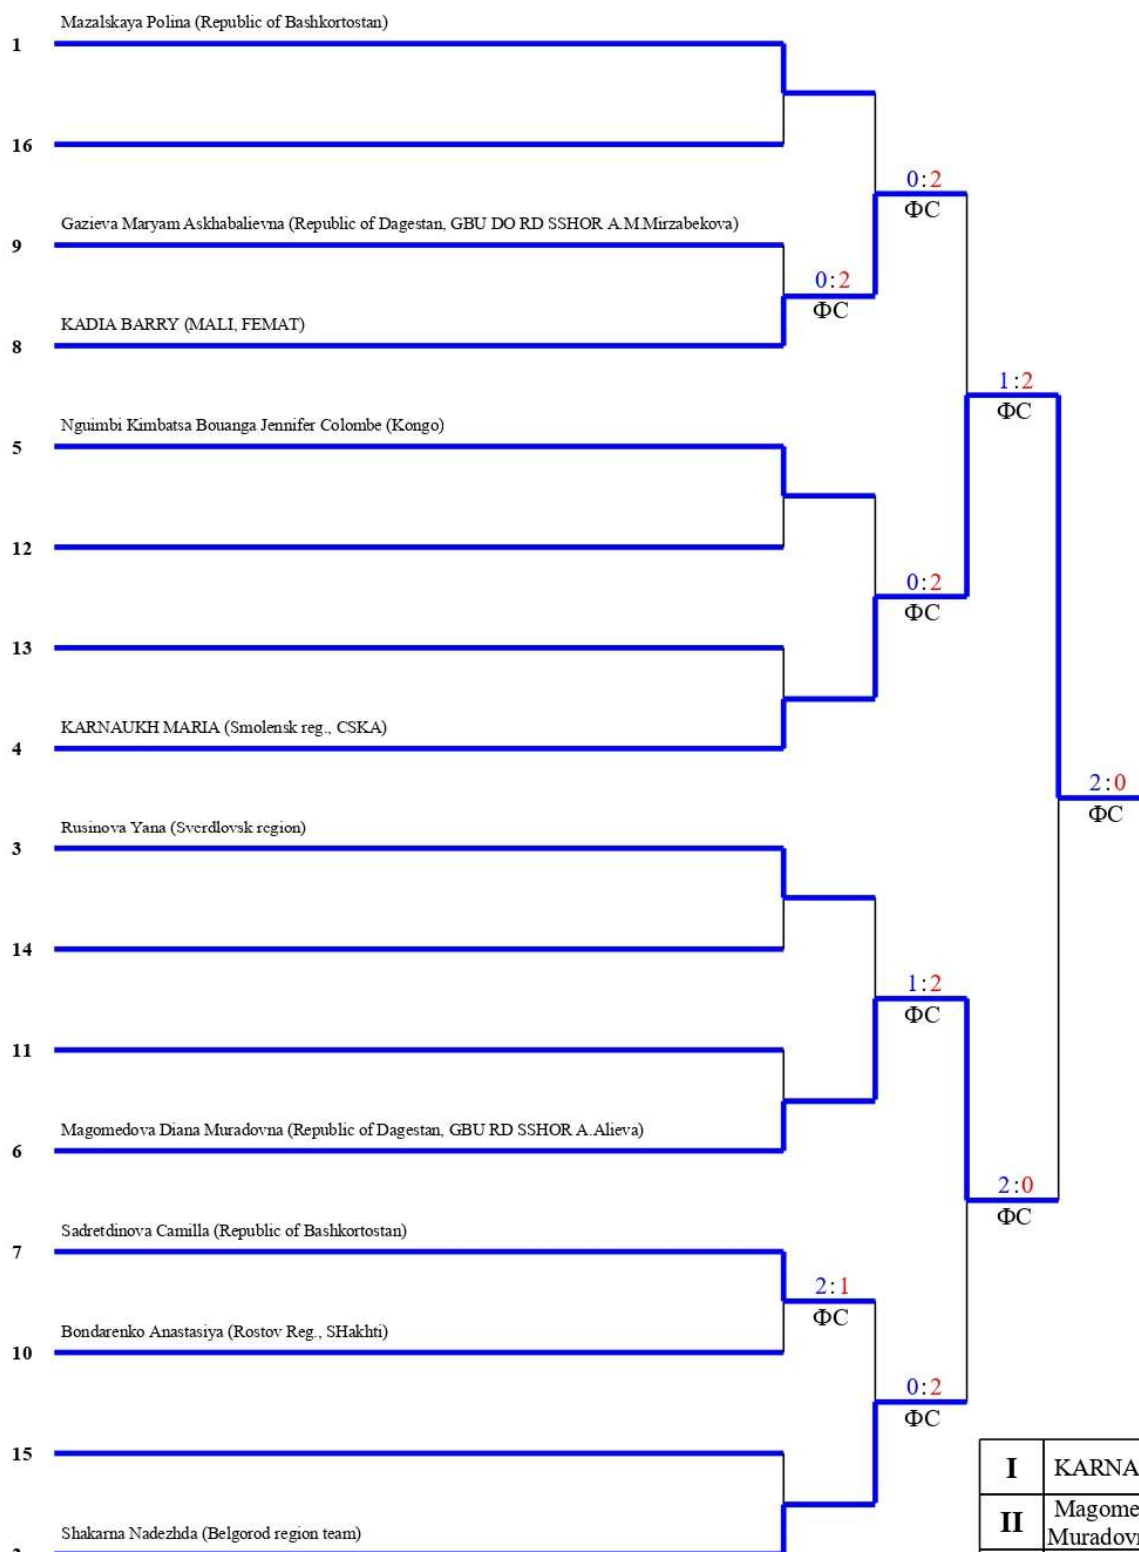 Mazalskaya Polina (Republic of Bashkortostan)
1
16
0:2
ФС
Gazieva Maryam Askhabalievna (Republic of Dagestan, GBU DO RD SSHOR A.M.Mirzabekova)
9
0:2
ФС
KADIA BARRY (MALI, FEMAT)
8
1:2
ФС
Nguimbi Kimbatsa Bouanga Jennifer Colombe (Kongo)
5
12
0:2
ФС
13
KARNAUKH MARIA (Smolensk reg., CSKA)
4
2:0
ФС
Rusinova Yana (Sverdlovsk region)
3
14
1:2
ФС
11
Magomedova Diana Muradovna (Republic of Dagestan, GBU RD SSHOR A.Alieva)
6
2:0
ФС
Sadretdinova Camilla (Republic of Bashkortostan)
7
2:1
ФС
Bondarenko Anastasiya (Rostov Reg., SHakhti)
10
0:2
ФС
15
I KARNA
II Magome
Muradovn
Shakarna Nadezhda (Belgorod region team)